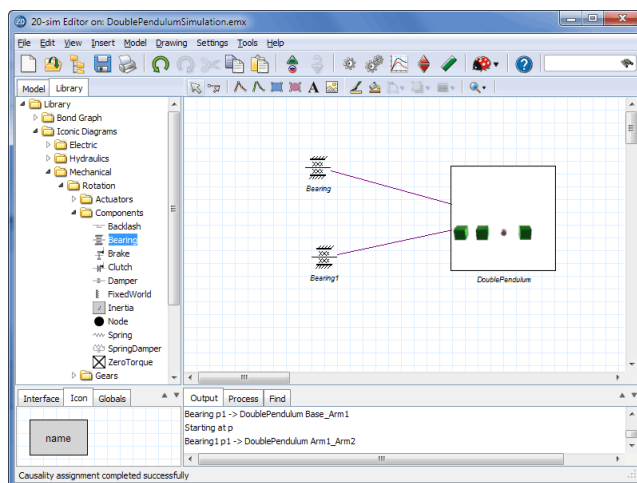 20-sim Editor on: DoublePendulumSimulation.emx
File Edit View Insert Model Drawing Settings Tools Help
Model Library
Library
Bond Graph
Iconic Diagrams
Electric
Hydraulics
Mechanical
Rotation
Actuators
Components
Backlash
Bearing
Brake
Clutch
Damper
FixedWorld
Inertia
Node
Spring
SpringDamper
ZeroTorque
Gears
Bearing
Bearing1
DoublePendulum
Interface Icon Globals
name
Output Process Find
Bearing p1 -> DoublePendulum Base_Arm1
Starting at p
Bearing1 p1 -> DoublePendulum Arm1_Arm2
Causality assignment completed successfully